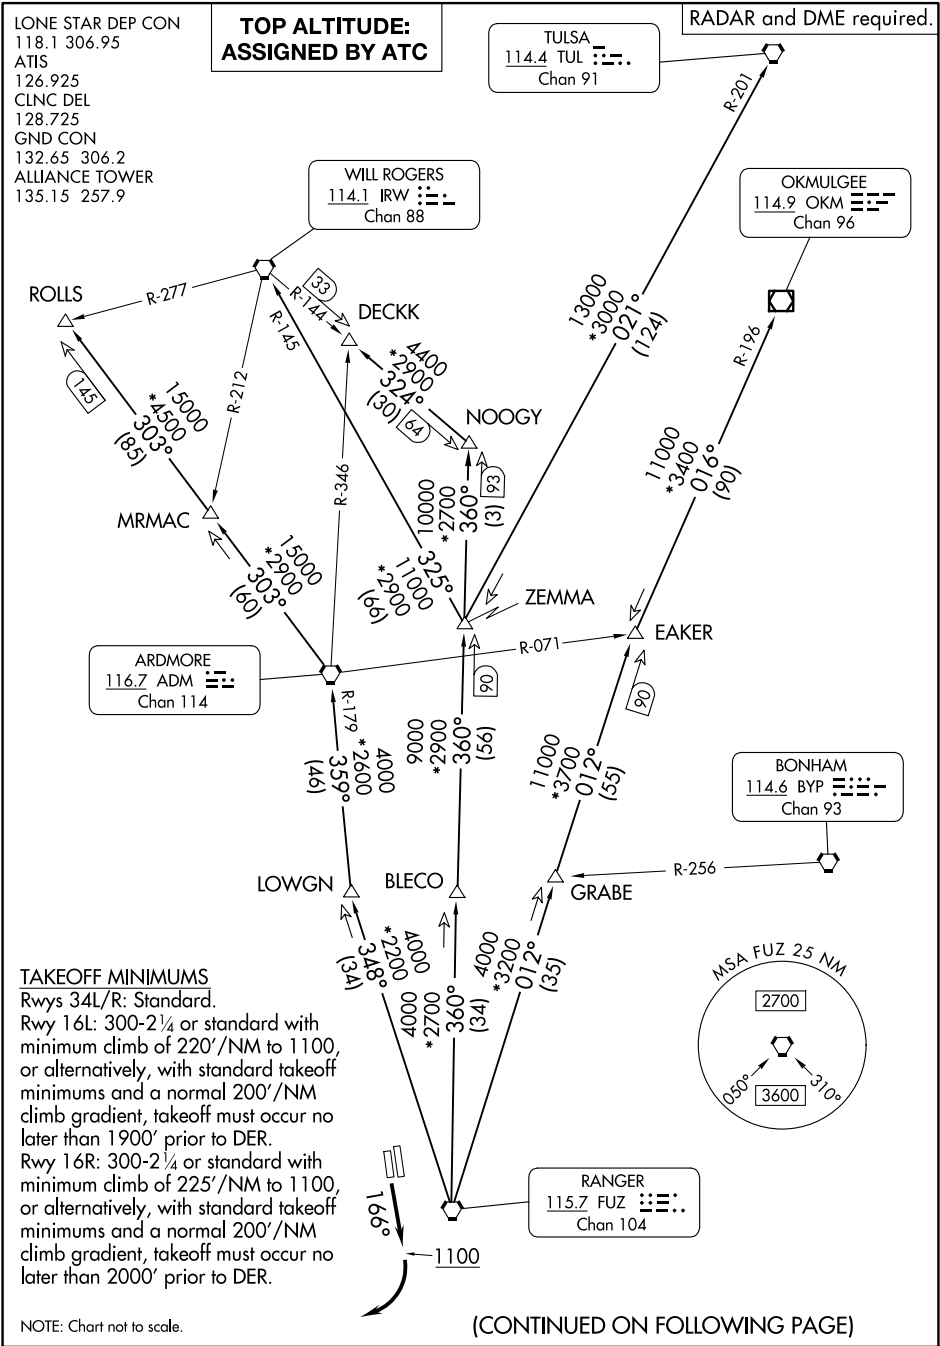 LONE STAR DEP CON
118.1 306.95
ATIS
126.925
CLNC DEL
128.725
GND CON
132.65 306.2
ALLIANCE TOWER
135.15 257.9
TOP ALTITUDE:
ASSIGNED BY ATC
RADAR and DME required.
TULSA
114.4 TUL
Chan 91
R-201
WILL ROGERS
114.1 IRW
Chan 88
OKMULGEE
114.9 OKM
Chan 96
ROLLS
R-277
33
R-144
DECKK
R-145
R-212
R-196
13000
*3000
021°
(124)
145
15000
*4500
303°
(85)
4400
*2900
324°
(30)
64
NOOGY
R-346
11000
*3400
016°
(90)
MRMAC
10000
*2700
360°
(3)
93
15000
*2900
303°
(60)
325°
11000
*2900
(66)
ZEMMA
EAKER
ARDMORE
116.7 ADM
Chan 114
R-071
90
90
R-179
4000
*2600
359°
(46)
9000
*2900
360°
(56)
11000
*3700
012°
(55)
BONHAM
114.6 BYP
Chan 93
R-256
LOWGN
BLECO
GRABE
4000
*2200
348°
(34)
4000
*2700
360°
(34)
4000
*3200
012°
(35)
MSA FUZ 25 NM
2700
050°
310°
3600
TAKEOFF MINIMUMS
Rwys 34L/R: Standard.
Rwy 16L: 300-2¼ or standard with
minimum climb of 220'/NM to 1100,
or alternatively, with standard takeoff
minimums and a normal 200'/NM
climb gradient, takeoff must occur no
later than 1900' prior to DER.
Rwy 16R: 300-2¼ or standard with
minimum climb of 225'/NM to 1100,
or alternatively, with standard takeoff
minimums and a normal 200'/NM
climb gradient, takeoff must occur no
later than 2000' prior to DER.
166°
1100
RANGER
115.7 FUZ
Chan 104
NOTE: Chart not to scale.
(CONTINUED ON FOLLOWING PAGE)